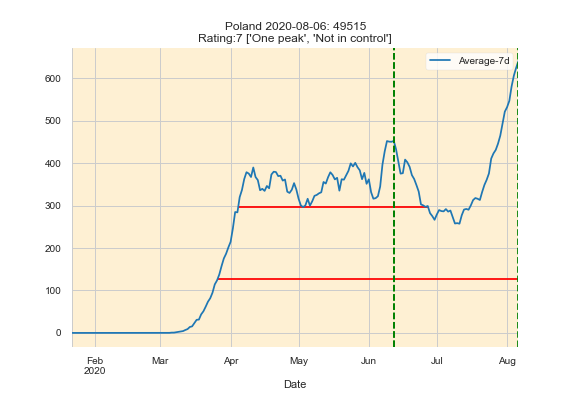 Poland 2020-08-06: 49515
Rating:7 ['One peak', 'Not in control']
Average-7d
600
500
400
300
200
100
0
Feb
2020
Mar
Apr
May
Jun
Jul
Aug
Date